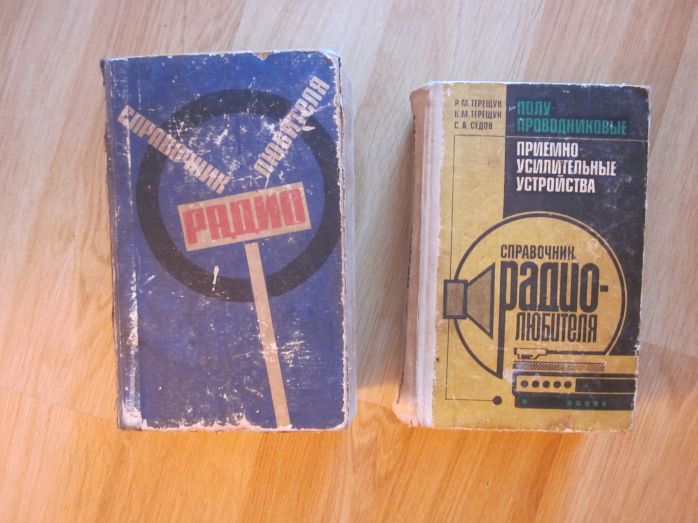 СПРАВОЧНИК
РАДИО
ЛЮБИТЕЛЯ
Р. М. ТЕРЕЩУК
К. М. ТЕРЕЩУК
С. А. СЕДОВ
ПОЛУ-
ПРОВОДНИКОВЫЕ
ПРИЕМНО-
УСИЛИТЕЛЬНЫЕ
УСТРОЙСТВА
СПРАВОЧНИК
РАДИО-
ЛЮБИТЕЛЯ